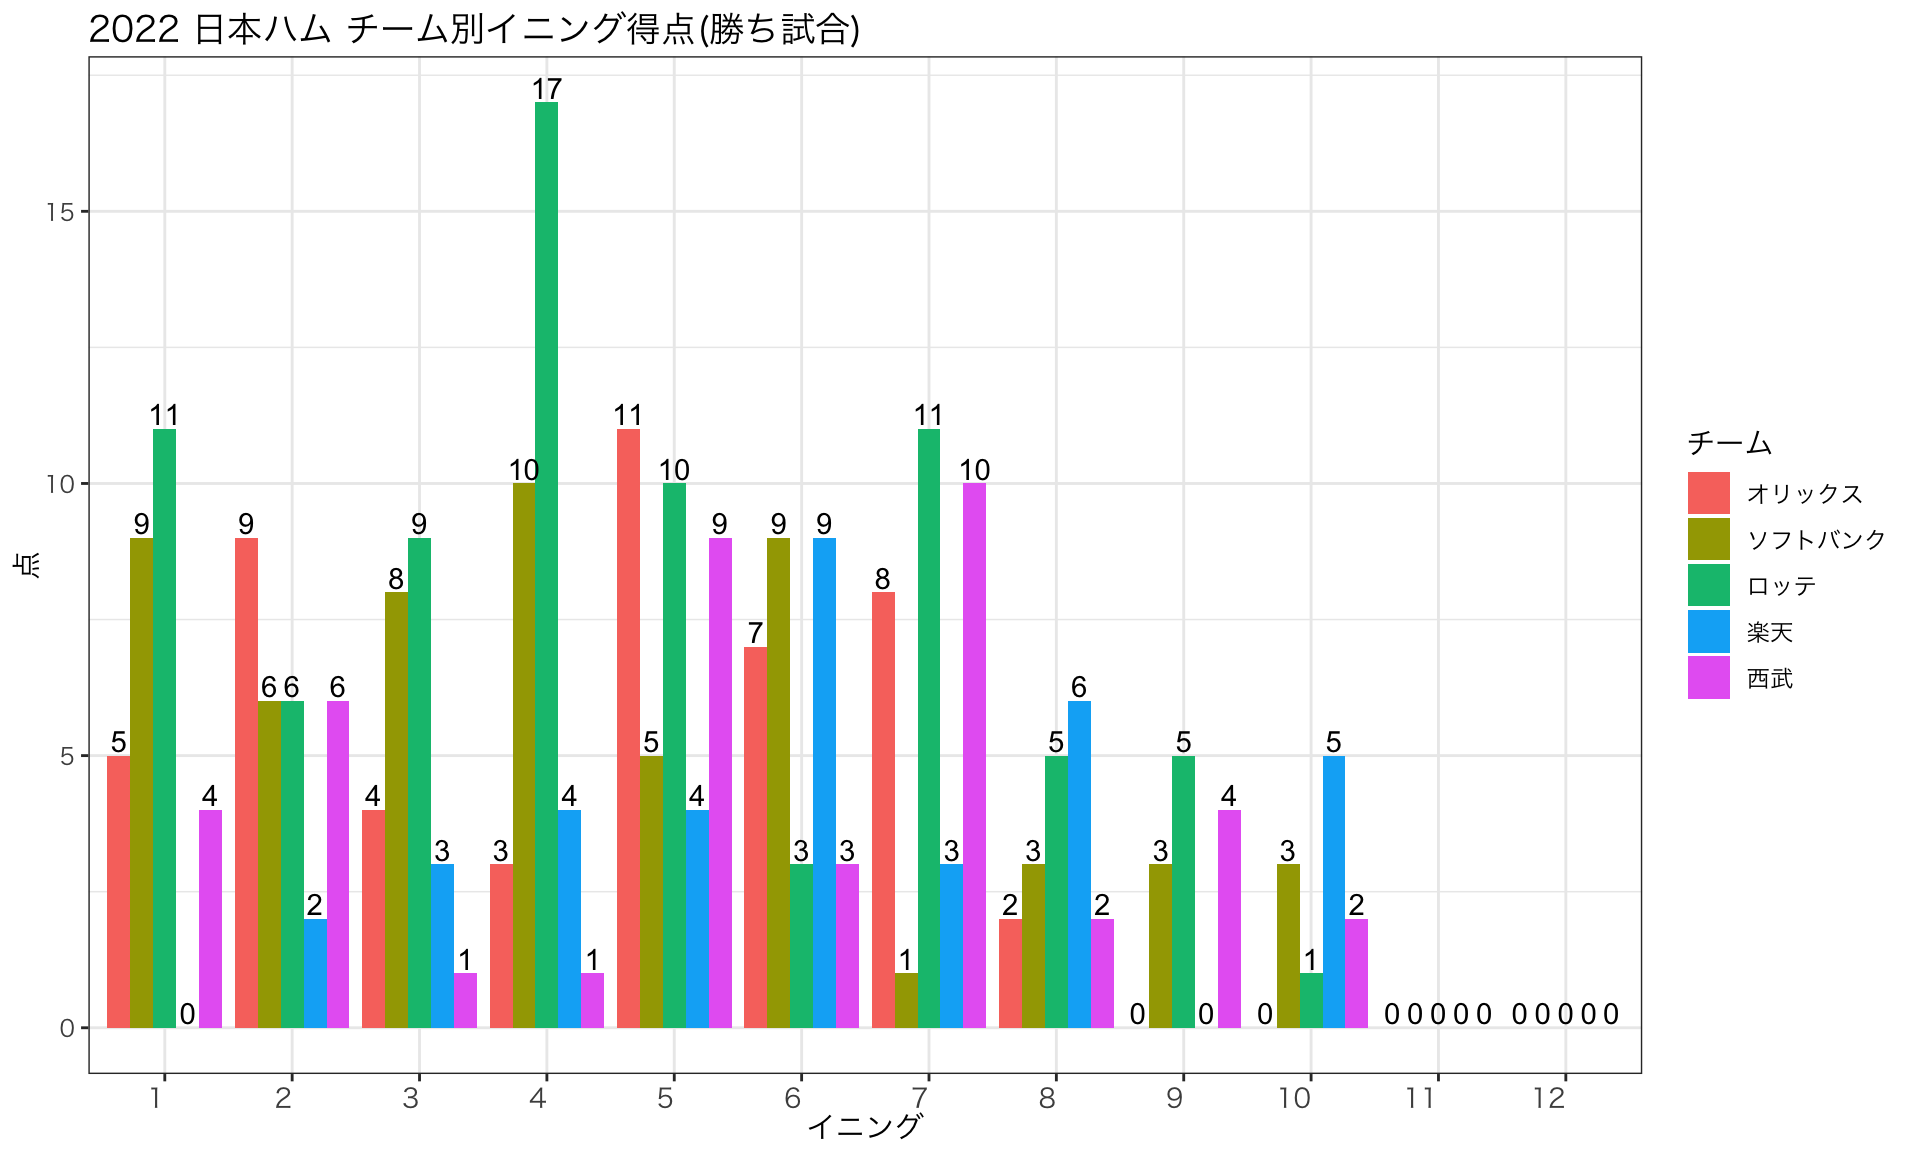 2022 日本ハム チーム別イニング得点(勝ち試合)
点
15
10
5
0
5 9 11 0 4
9 6 6 2 6
4 8 9 3 1
3 10 17 4 1
11 5 10 4 9
7 9 3 9 3
8 1 11 3 10
2 3 5 6 2
0 3 5 0 4
0 3 1 5 2
0 0 0 0 0
0 0 0 0 0
1 2 3 4 5 6 7 8 9 10 11 12
イニング
チーム
オリックス
ソフトバンク
ロッテ
楽天
西武